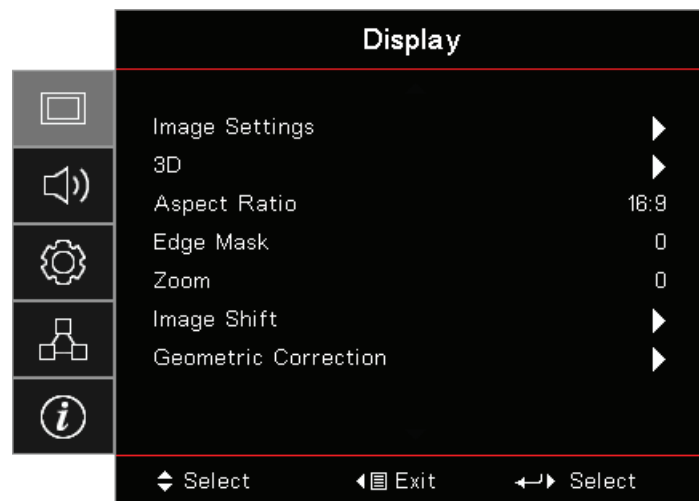 Display
Image Settings
3D
Aspect Ratio 16:9
Edge Mask 0
Zoom 0
Image Shift
Geometric Correction
Select Exit Select